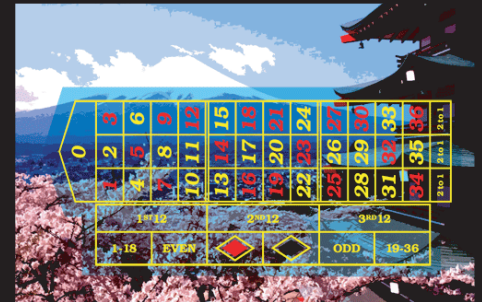 3 6 9 12 15 18 21 24 27 30 33 36 2 to 1
0 2 5 8 11 14 17 20 23 26 29 32 35 2 to 1
1 4 7 10 13 16 19 22 25 28 31 34 2 to 1
1ST 12 2ND 12 3RD 12
1-18 EVEN ODD 19-36